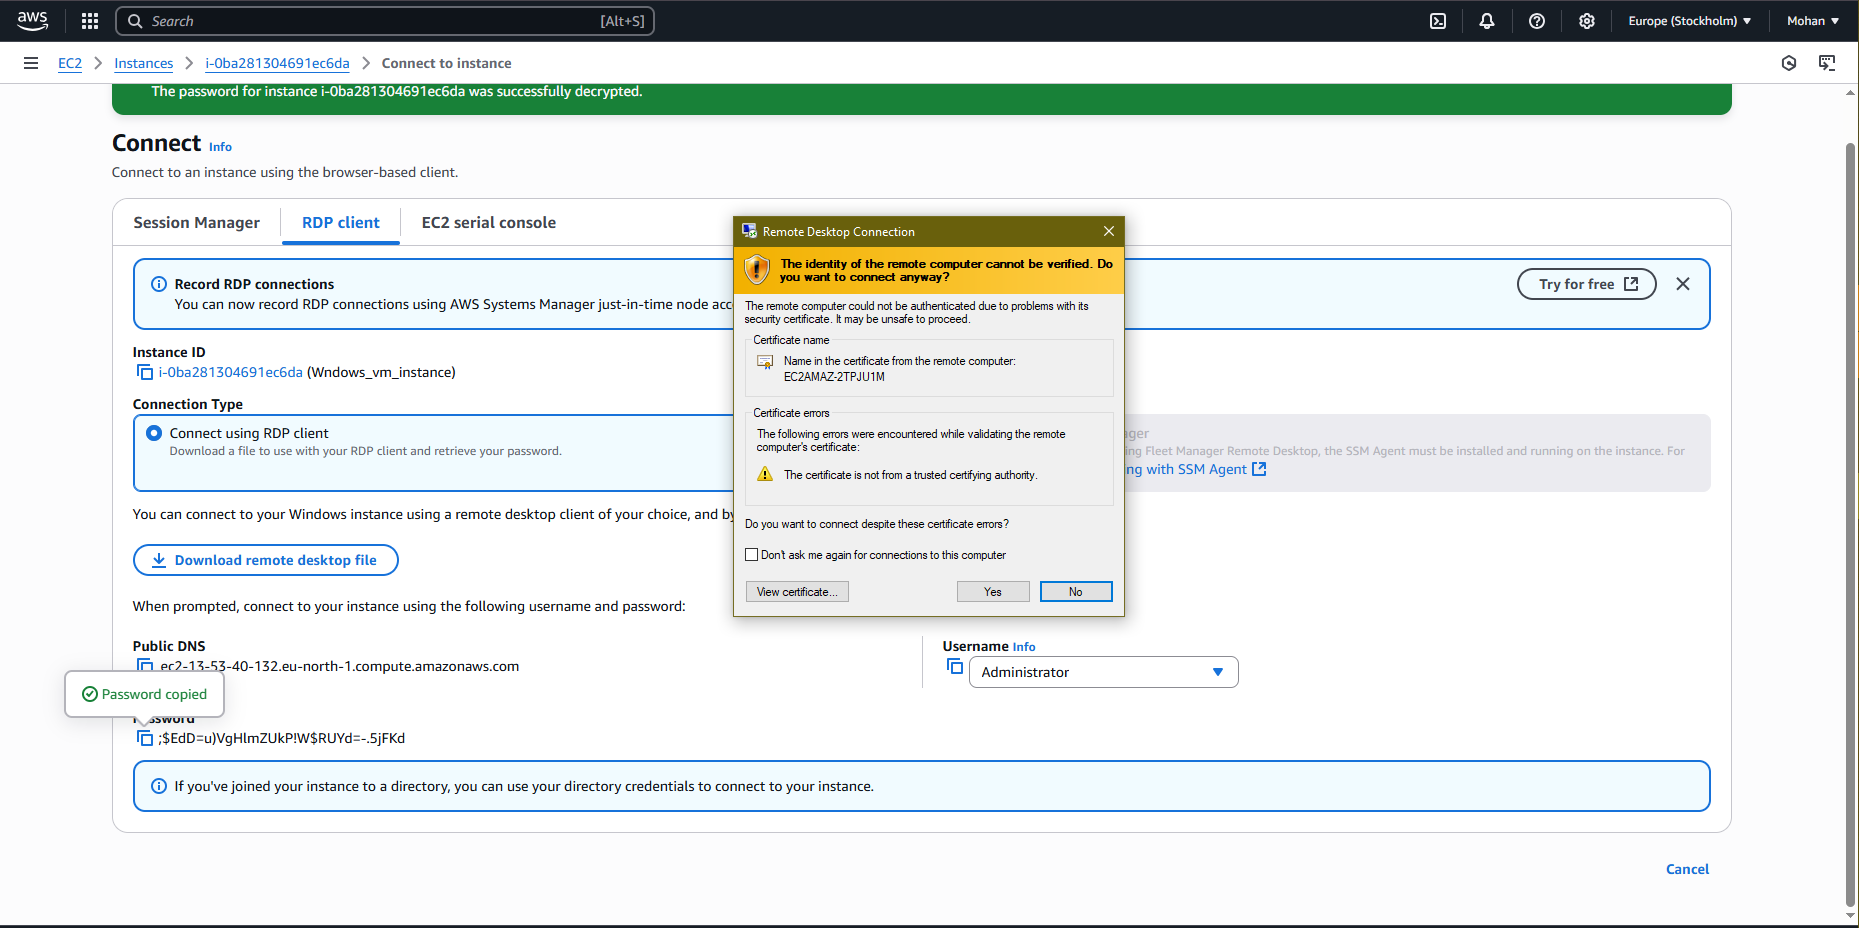 aws
Search [Alt+S]
Europe (Stockholm) Mohan
EC2 Instances i-0ba281304691ec6da Connect to instance
The password for instance i-0ba281304691ec6da was successfully decrypted.
Connect Info
Connect to an instance using the browser-based client.
Session Manager RDP client EC2 serial console
Record RDP connections
You can now record RDP connections using AWS Systems Manager just-in-time node acc
Try for free
Instance ID
i-0ba281304691ec6da (Wndows_vm_instance)
Connection Type
Connect using RDP client
Download a file to use with your RDP client and retrieve your password.
ger
ng Fleet Manager Remote Desktop, the SSM Agent must be installed and running on the instance. For
ng with SSM Agent
You can connect to your Windows instance using a remote desktop client of your choice, and by
Download remote desktop file
When prompted, connect to your instance using the following username and password:
Public DNS
ec2-13-53-40-132.eu-north-1.compute.amazonaws.com
Username Info
Administrator
Password copied
Password
;$EdD=u)VgHlmZUkP!W$RUYd=-.5jFKd
If you've joined your instance to a directory, you can use your directory credentials to connect to your instance.
Cancel
Remote Desktop Connection
The identity of the remote computer cannot be verified. Do
you want to connect anyway?
The remote computer could not be authenticated due to problems with its
security certificate. It may be unsafe to proceed.
Certificate name
Name in the certificate from the remote computer:
EC2AMAZ-2TPJU1M
Certificate errors
The following errors were encountered while validating the remote
computer's certificate:
The certificate is not from a trusted certifying authority.
Do you want to connect despite these certificate errors?
Don't ask me again for connections to this computer
View certificate... Yes No